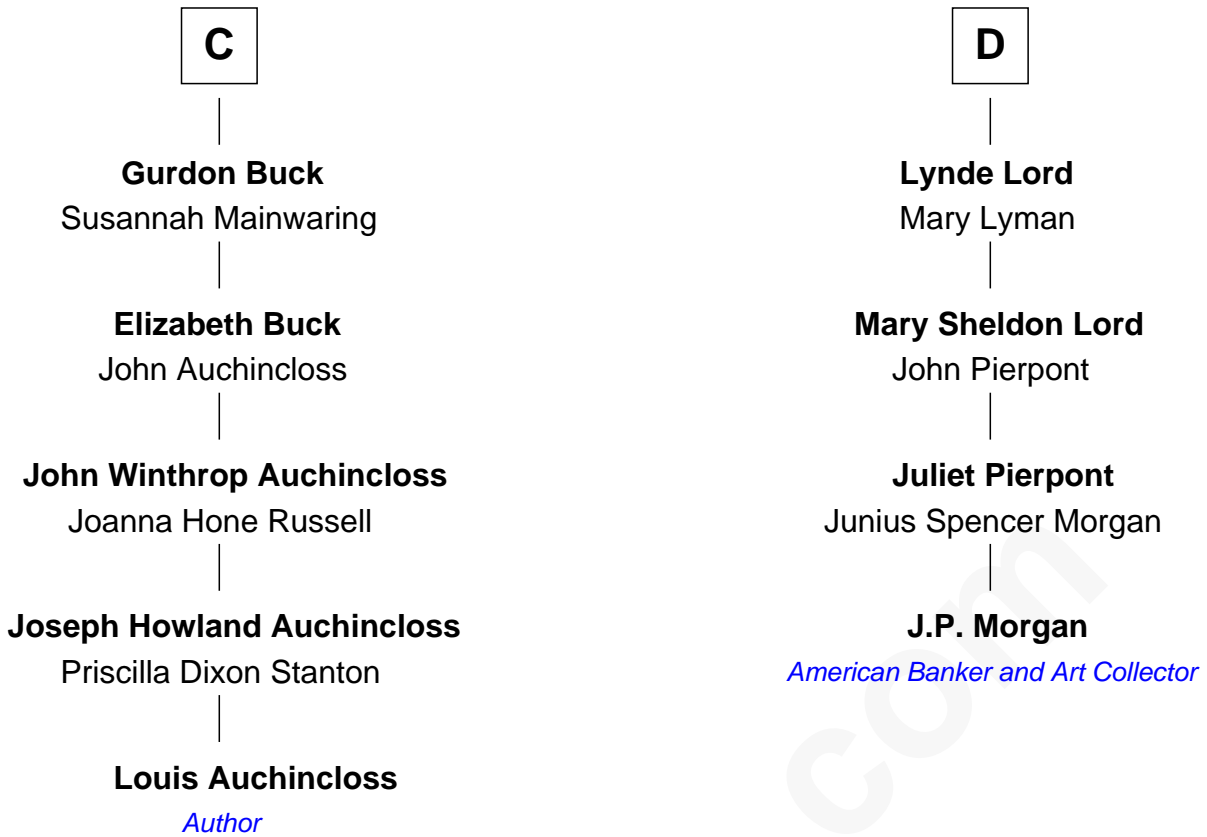 C
Gurdon Buck
Susannah Mainwaring
Elizabeth Buck
John Auchincloss
John Winthrop Auchincloss
Joanna Hone Russell
Joseph Howland Auchincloss
Priscilla Dixon Stanton
Louis Auchincloss
Author
D
Lynde Lord
Mary Lyman
Mary Sheldon Lord
John Pierpont
Juliet Pierpont
Junius Spencer Morgan
J.P. Morgan
American Banker and Art Collector
com